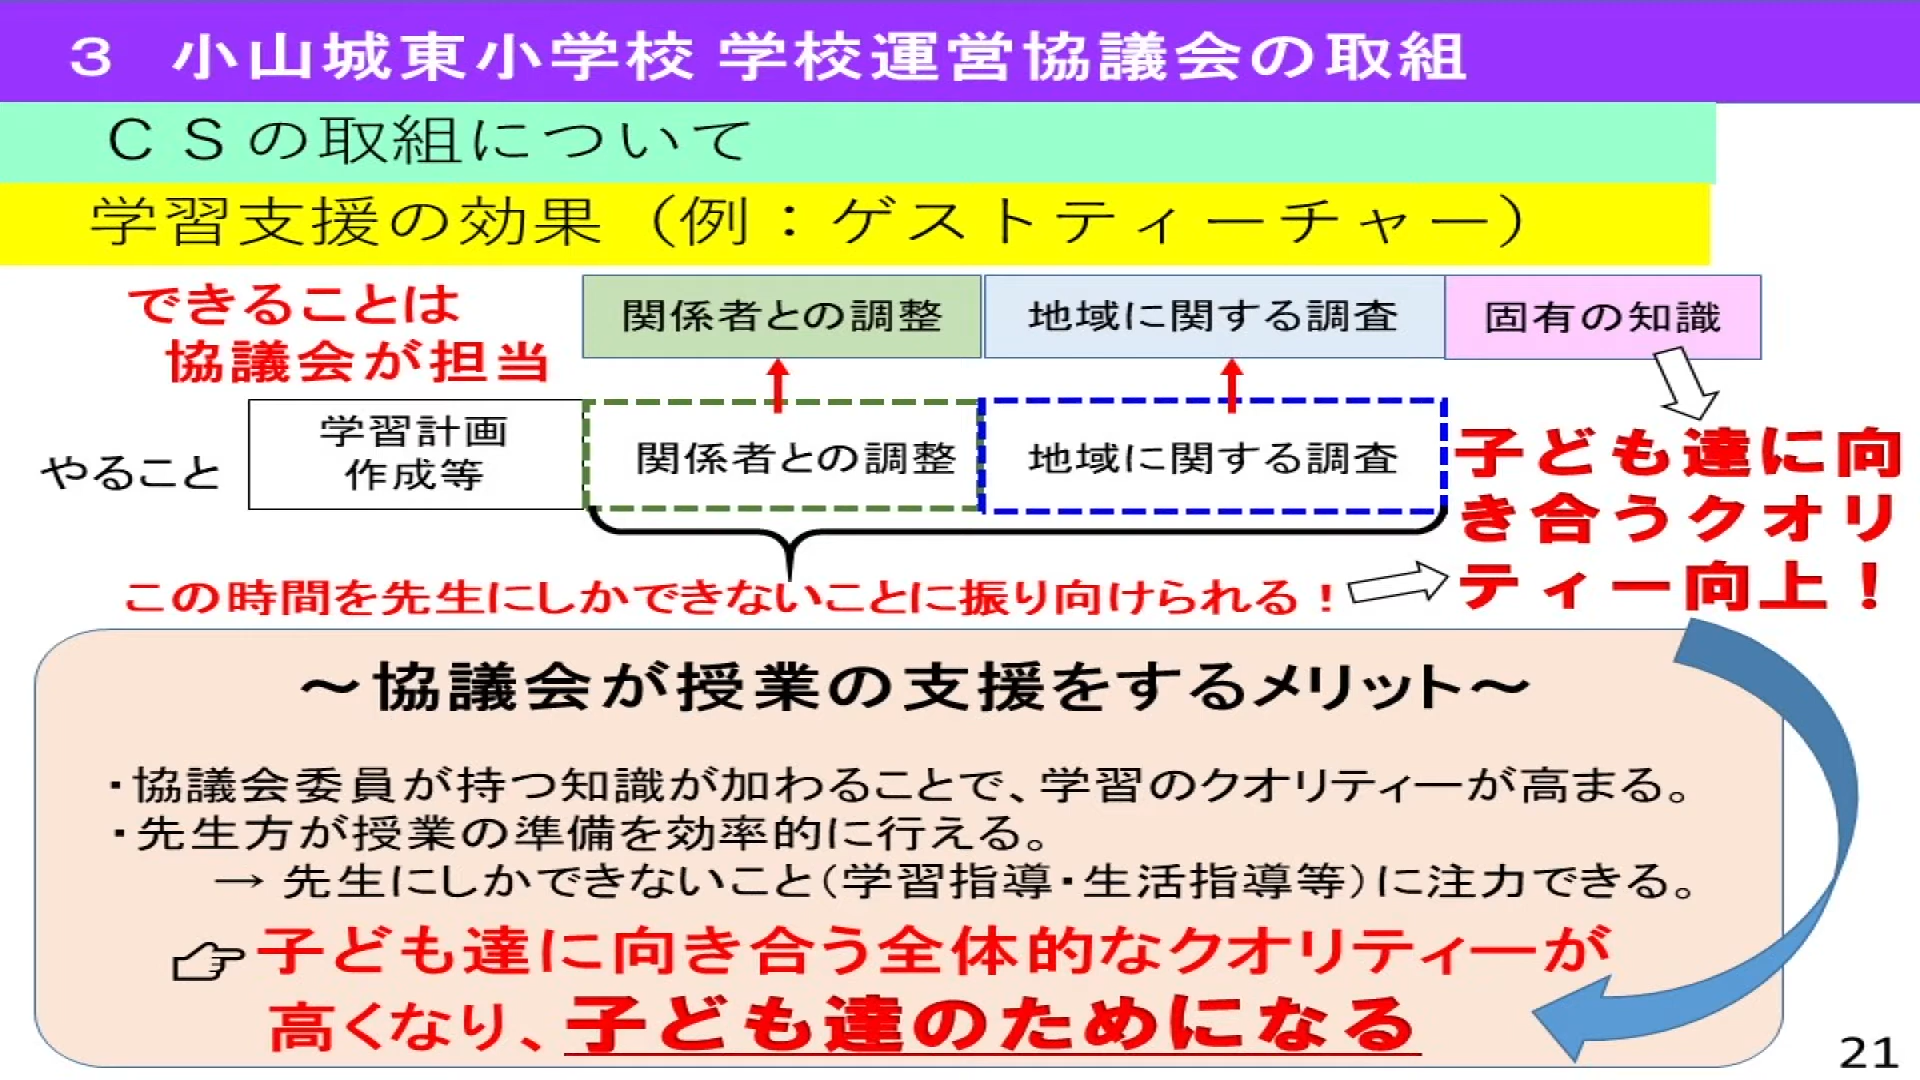 ３　小山城東小学校 学校運営協議会の取組
ＣＳの取組について
学習支援の効果（例：ゲストティーチャー）
できることは
協議会が担当
関係者との調整
地域に関する調査
固有の知識
やること
学習計画
作成等
関係者との調整
地域に関する調査
子ども達に向
き合うクオリ
ティー向上！
この時間を先生にしかできないことに振り向けられる！
～協議会が授業の支援をするメリット～
・協議会委員が持つ知識が加わることで、学習のクオリティーが高まる。
・先生方が授業の準備を効率的に行える。
→ 先生にしかできないこと（学習指導・生活指導等）に注力できる。
子ども達に向き合う全体的なクオリティーが
高くなり、子ども達のためになる
21